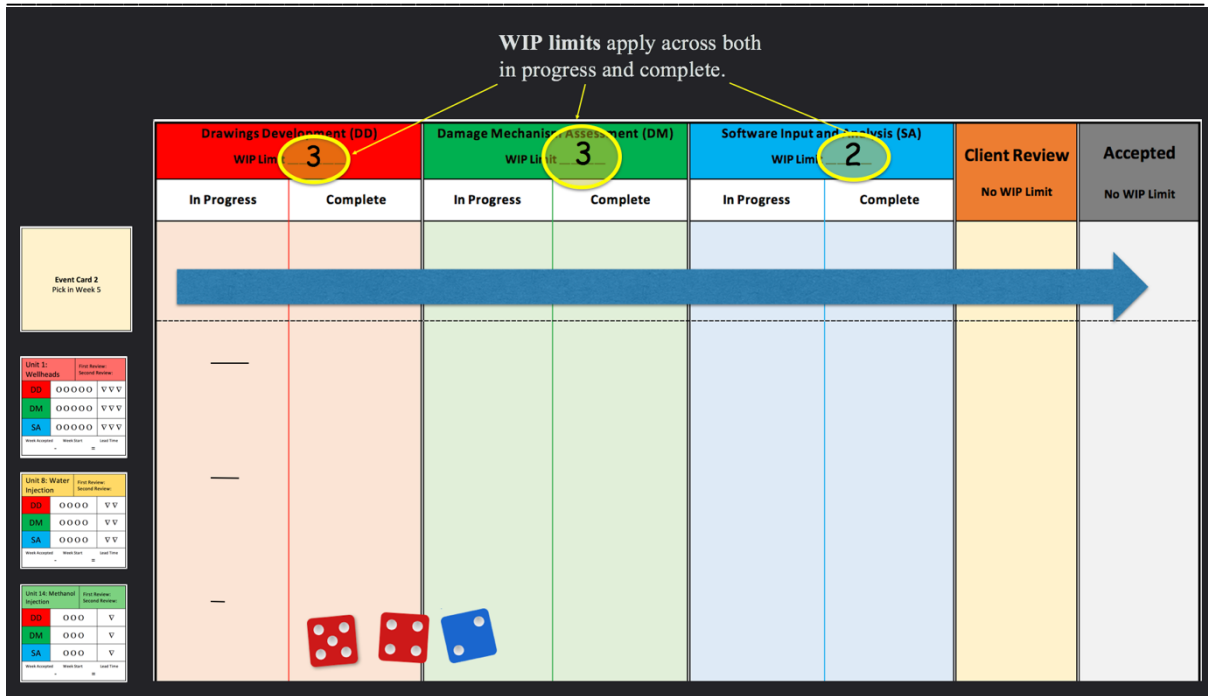 WIP limits apply across both
in progress and complete.
Drawings Development (DD)
WIP Limit 3
Damage Mechanism Assessment (DM)
WIP Limit 3
Software Input and Analysis (SA)
WIP Limit 2
Client Review
No WIP Limit
Accepted
No WIP Limit
In Progress
Complete
In Progress
Complete
In Progress
Complete
Event Card 2
Pick in Week 5
Unit 1:
Wellheads
First Review:
Second Review:
DD OOOOO ∇∇∇
DM OOOOO ∇∇∇
SA OOOOO ∇∇∇
Week Accepted Week Start Lead Time
- =
Unit 8: Water
Injection
First Review:
Second Review:
DD OOOO ∇∇
DM OOOO ∇∇
SA OOOO ∇∇
Week Accepted Week Start Lead Time
- =
Unit 14: Methanol
Injection
First Review:
Second Review:
DD OOO ∇
DM OOO ∇
SA OOO ∇
Week Accepted Week Start Lead Time
- =